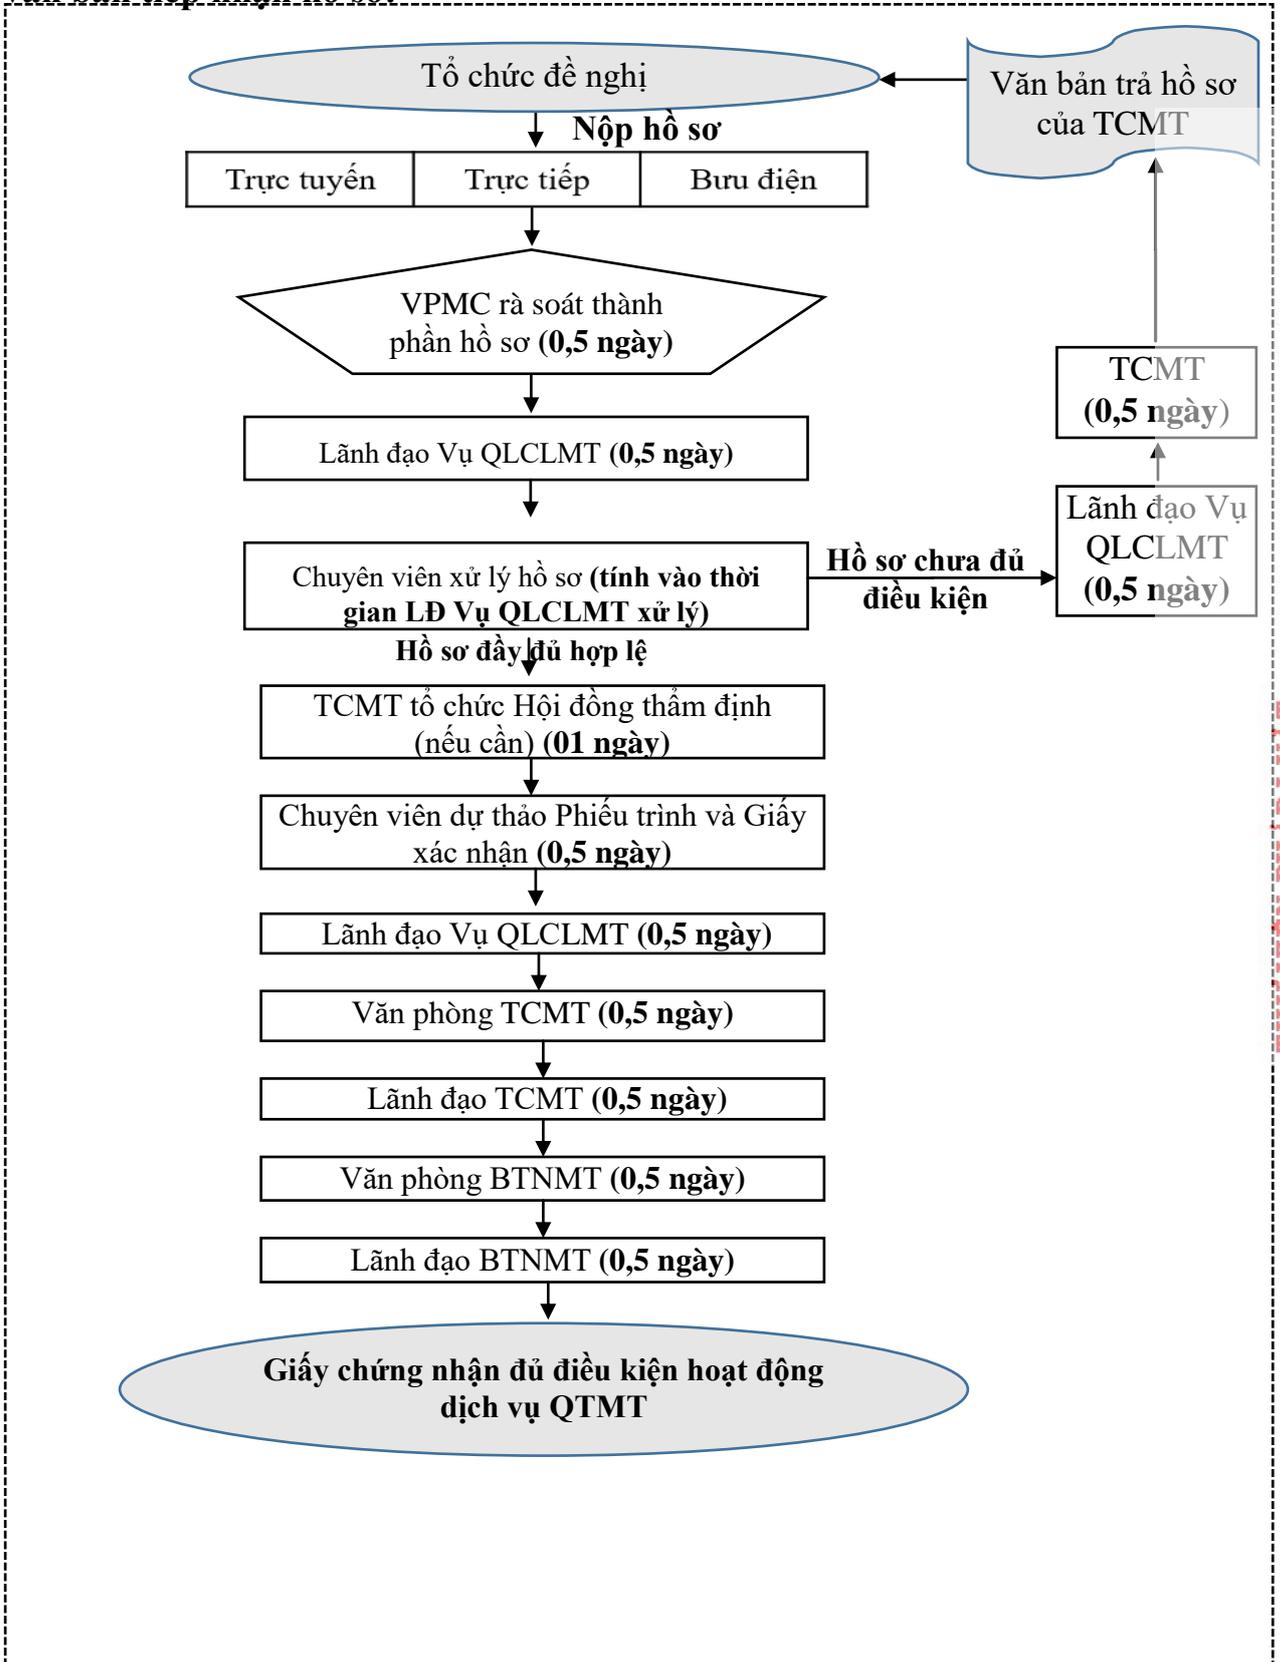 văn bản tiếp nhận hồ sơ.
Tổ chức đề nghị
Văn bản trả hồ sơ
của TCMT
Nộp hồ sơ
Trực tuyến
Trực tiếp
Bưu điện
VPMC rà soát thành
phần hồ sơ (0,5 ngày)
Lãnh đạo Vụ QLCLMT (0,5 ngày)
TCMT
(0,5 ngày)
Lãnh đạo Vụ
QLCLMT
(0,5 ngày)
Chuyên viên xử lý hồ sơ (tính vào thời
gian LĐ Vụ QLCLMT xử lý)
Hồ sơ chưa đủ
điều kiện
Hồ sơ đầy đủ hợp lệ
TCMT tổ chức Hội đồng thẩm định
(nếu cần) (01 ngày)
Chuyên viên dự thảo Phiếu trình và Giấy
xác nhận (0,5 ngày)
Lãnh đạo Vụ QLCLMT (0,5 ngày)
Văn phòng TCMT (0,5 ngày)
Lãnh đạo TCMT (0,5 ngày)
Văn phòng BTNMT (0,5 ngày)
Lãnh đạo BTNMT (0,5 ngày)
Giấy chứng nhận đủ điều kiện hoạt động
dịch vụ QTMT